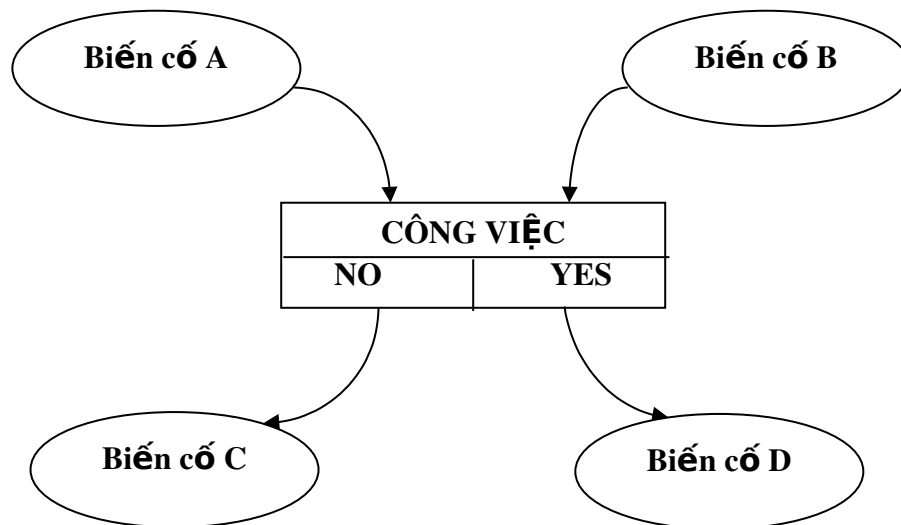 Biến cố A
Biến cố B
CÔNG VIỆC
NO
YES
Biến cố C
Biến cố D